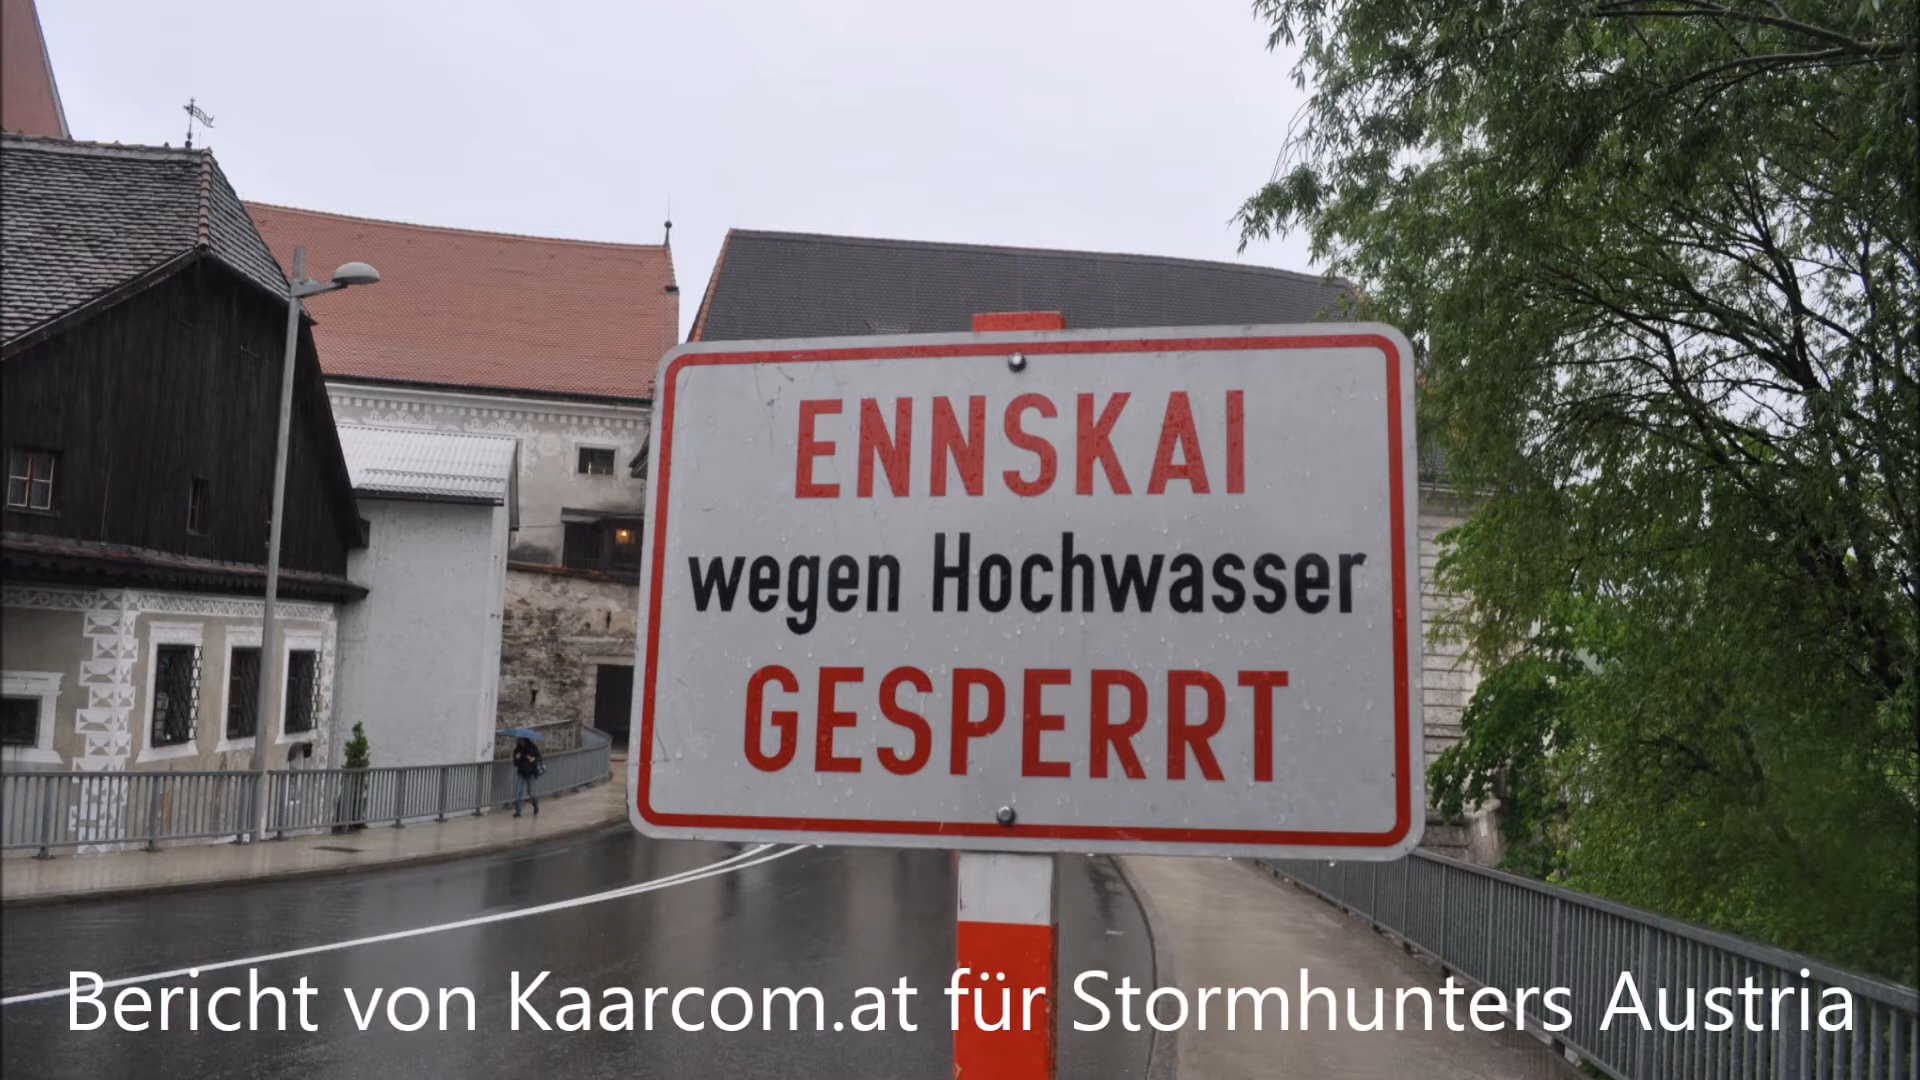 ENNSKAI
wegen Hochwasser
GESPERRT
Bericht von Kaarcom.at für Stormhunters Austria